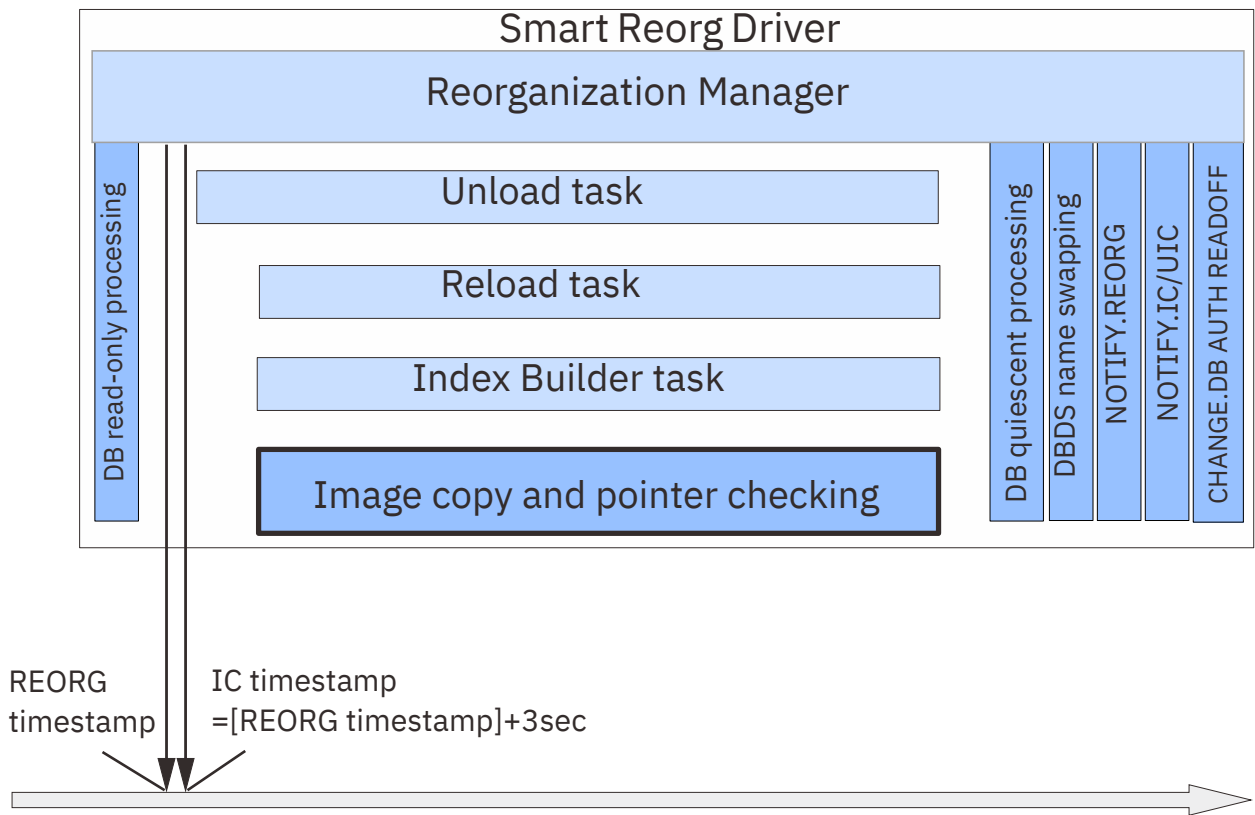 Smart Reorg Driver
Reorganization Manager
DB read-only processing
Unload task
Reload task
Index Builder task
Image copy and pointer checking
DB quiescent processing
DBDS name swapping
NOTIFY.REORG
NOTIFY.IC/UIC
CHANGE.DB AUTH READOFF
REORG
timestamp
IC timestamp
=[REORG timestamp]+3sec